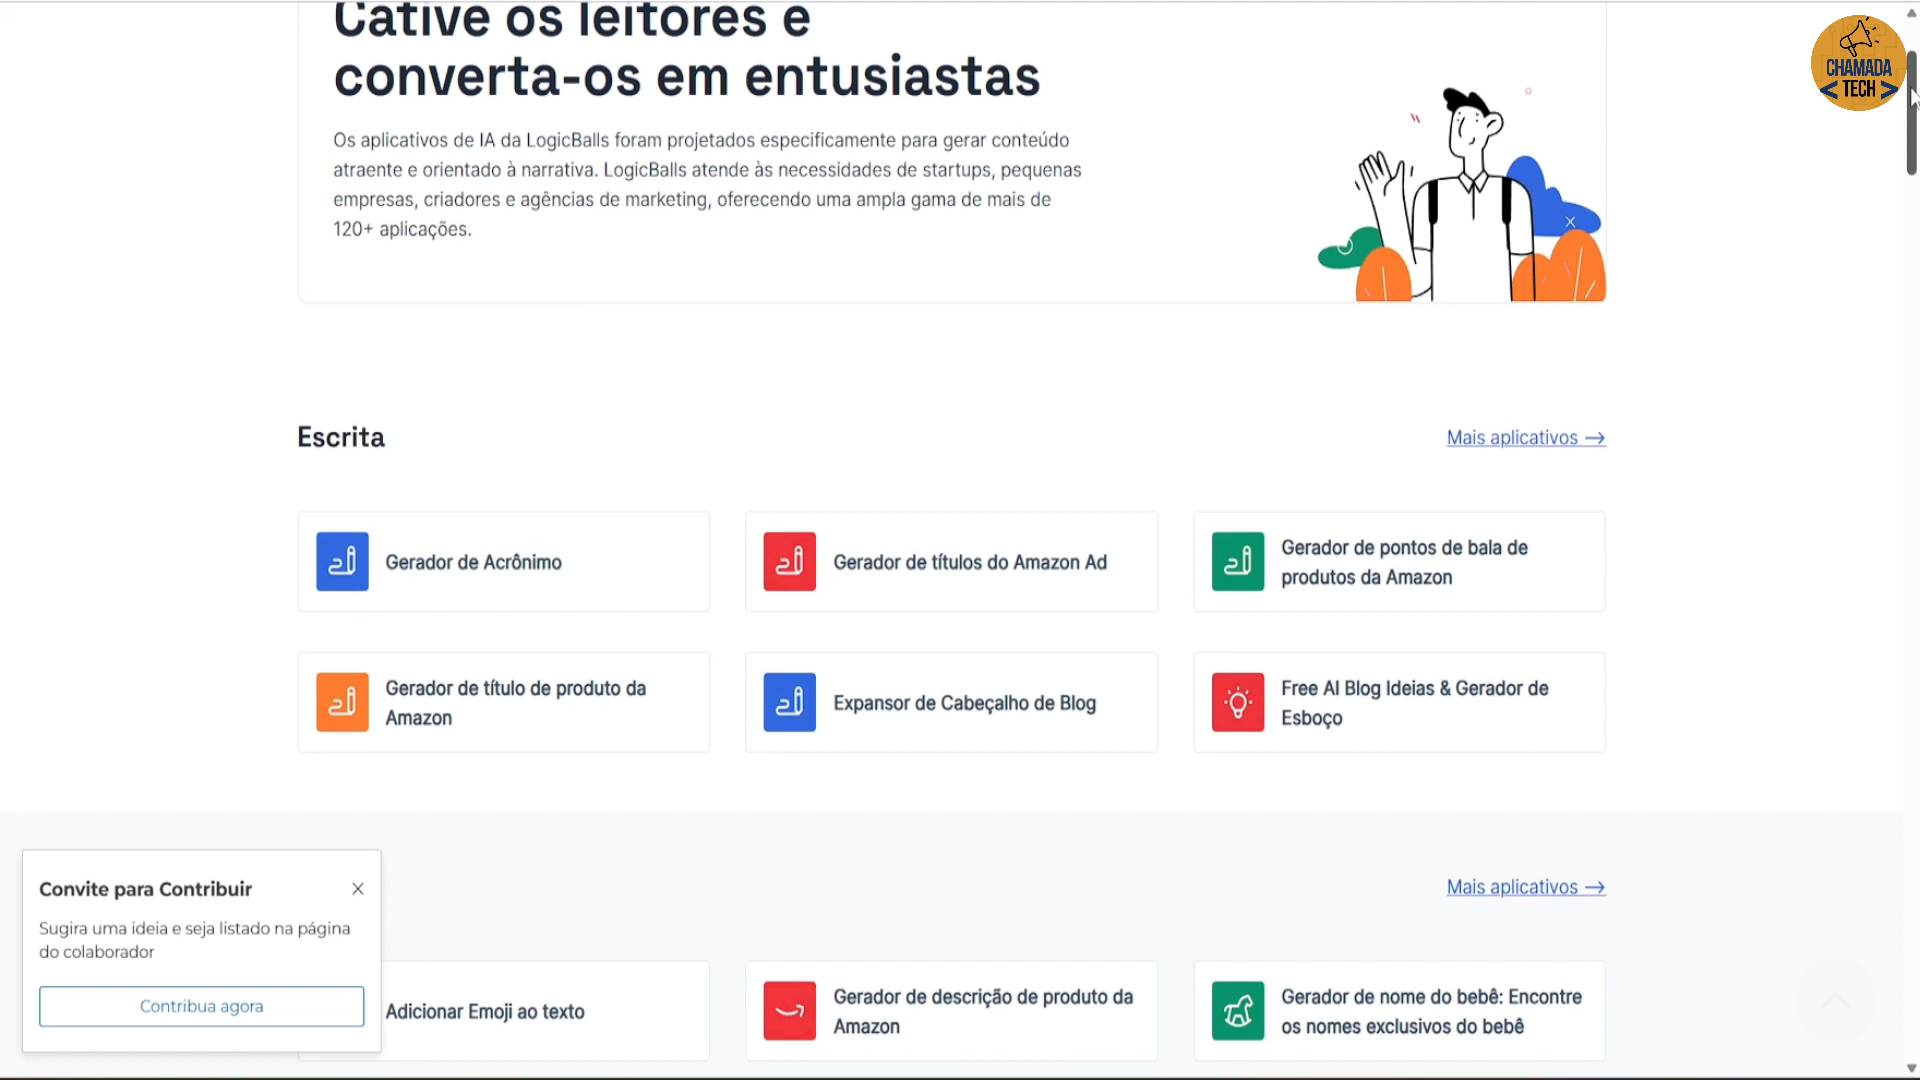 Cative os leitores e
converta-os em entusiastas
Os aplicativos de IA da LogicBalls foram projetados especificamente para gerar conteúdo
atraente e orientado à narrativa. LogicBalls atende às necessidades de startups, pequenas
empresas, criadores e agências de marketing, oferecendo uma ampla gama de mais de
120+ aplicações.
CHAMADA
< TECH >
Escrita
Mais aplicativos →
Gerador de Acrônimo
Gerador de títulos do Amazon Ad
Gerador de pontos de bala de
produtos da Amazon
Gerador de título de produto da
Amazon
Expansor de Cabeçalho de Blog
Free AI Blog Ideias & Gerador de
Esboço
Mais aplicativos →
Convite para Contribuir
Sugira uma ideia e seja listado na página
do colaborador
Contribua agora
Adicionar Emoji ao texto
Gerador de descrição de produto da
Amazon
Gerador de nome do bebê: Encontre
os nomes exclusivos do bebê